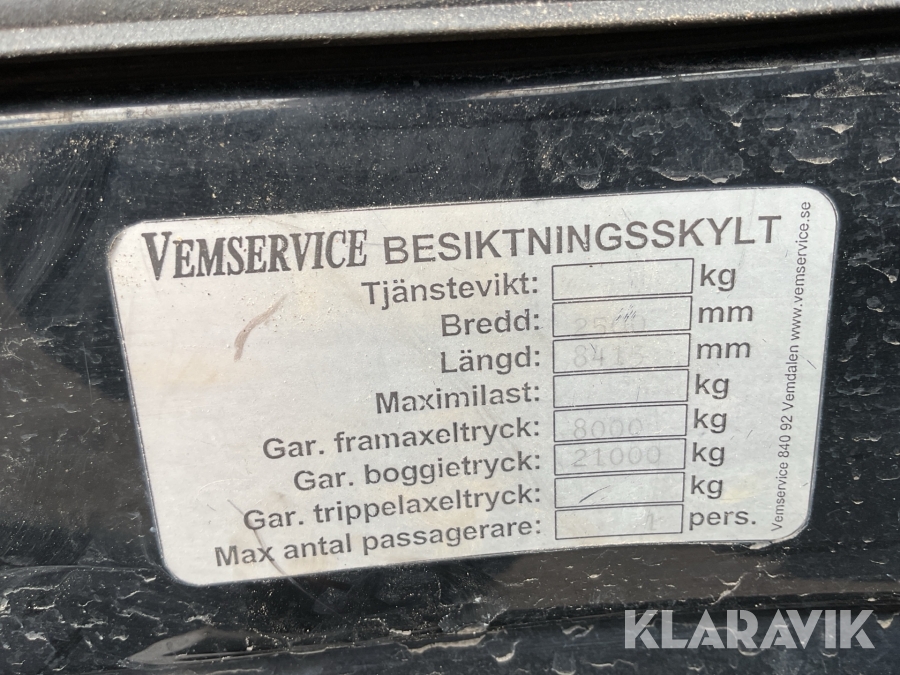 VEMSERVICE BESIKTNINGSSKYLT
Tjänstevikt: kg
Bredd: 2500 mm
Längd: mm
Maximilast: kg
Gar. framaxeltryck: 8000 kg
Gar. boggietryck: 21000 kg
Gar. trippelaxeltryck: kg
Max antal passagerare: 1 pers.
Vemservice 840 92 Vemdalen www.vemservice.se
KLARAVIK